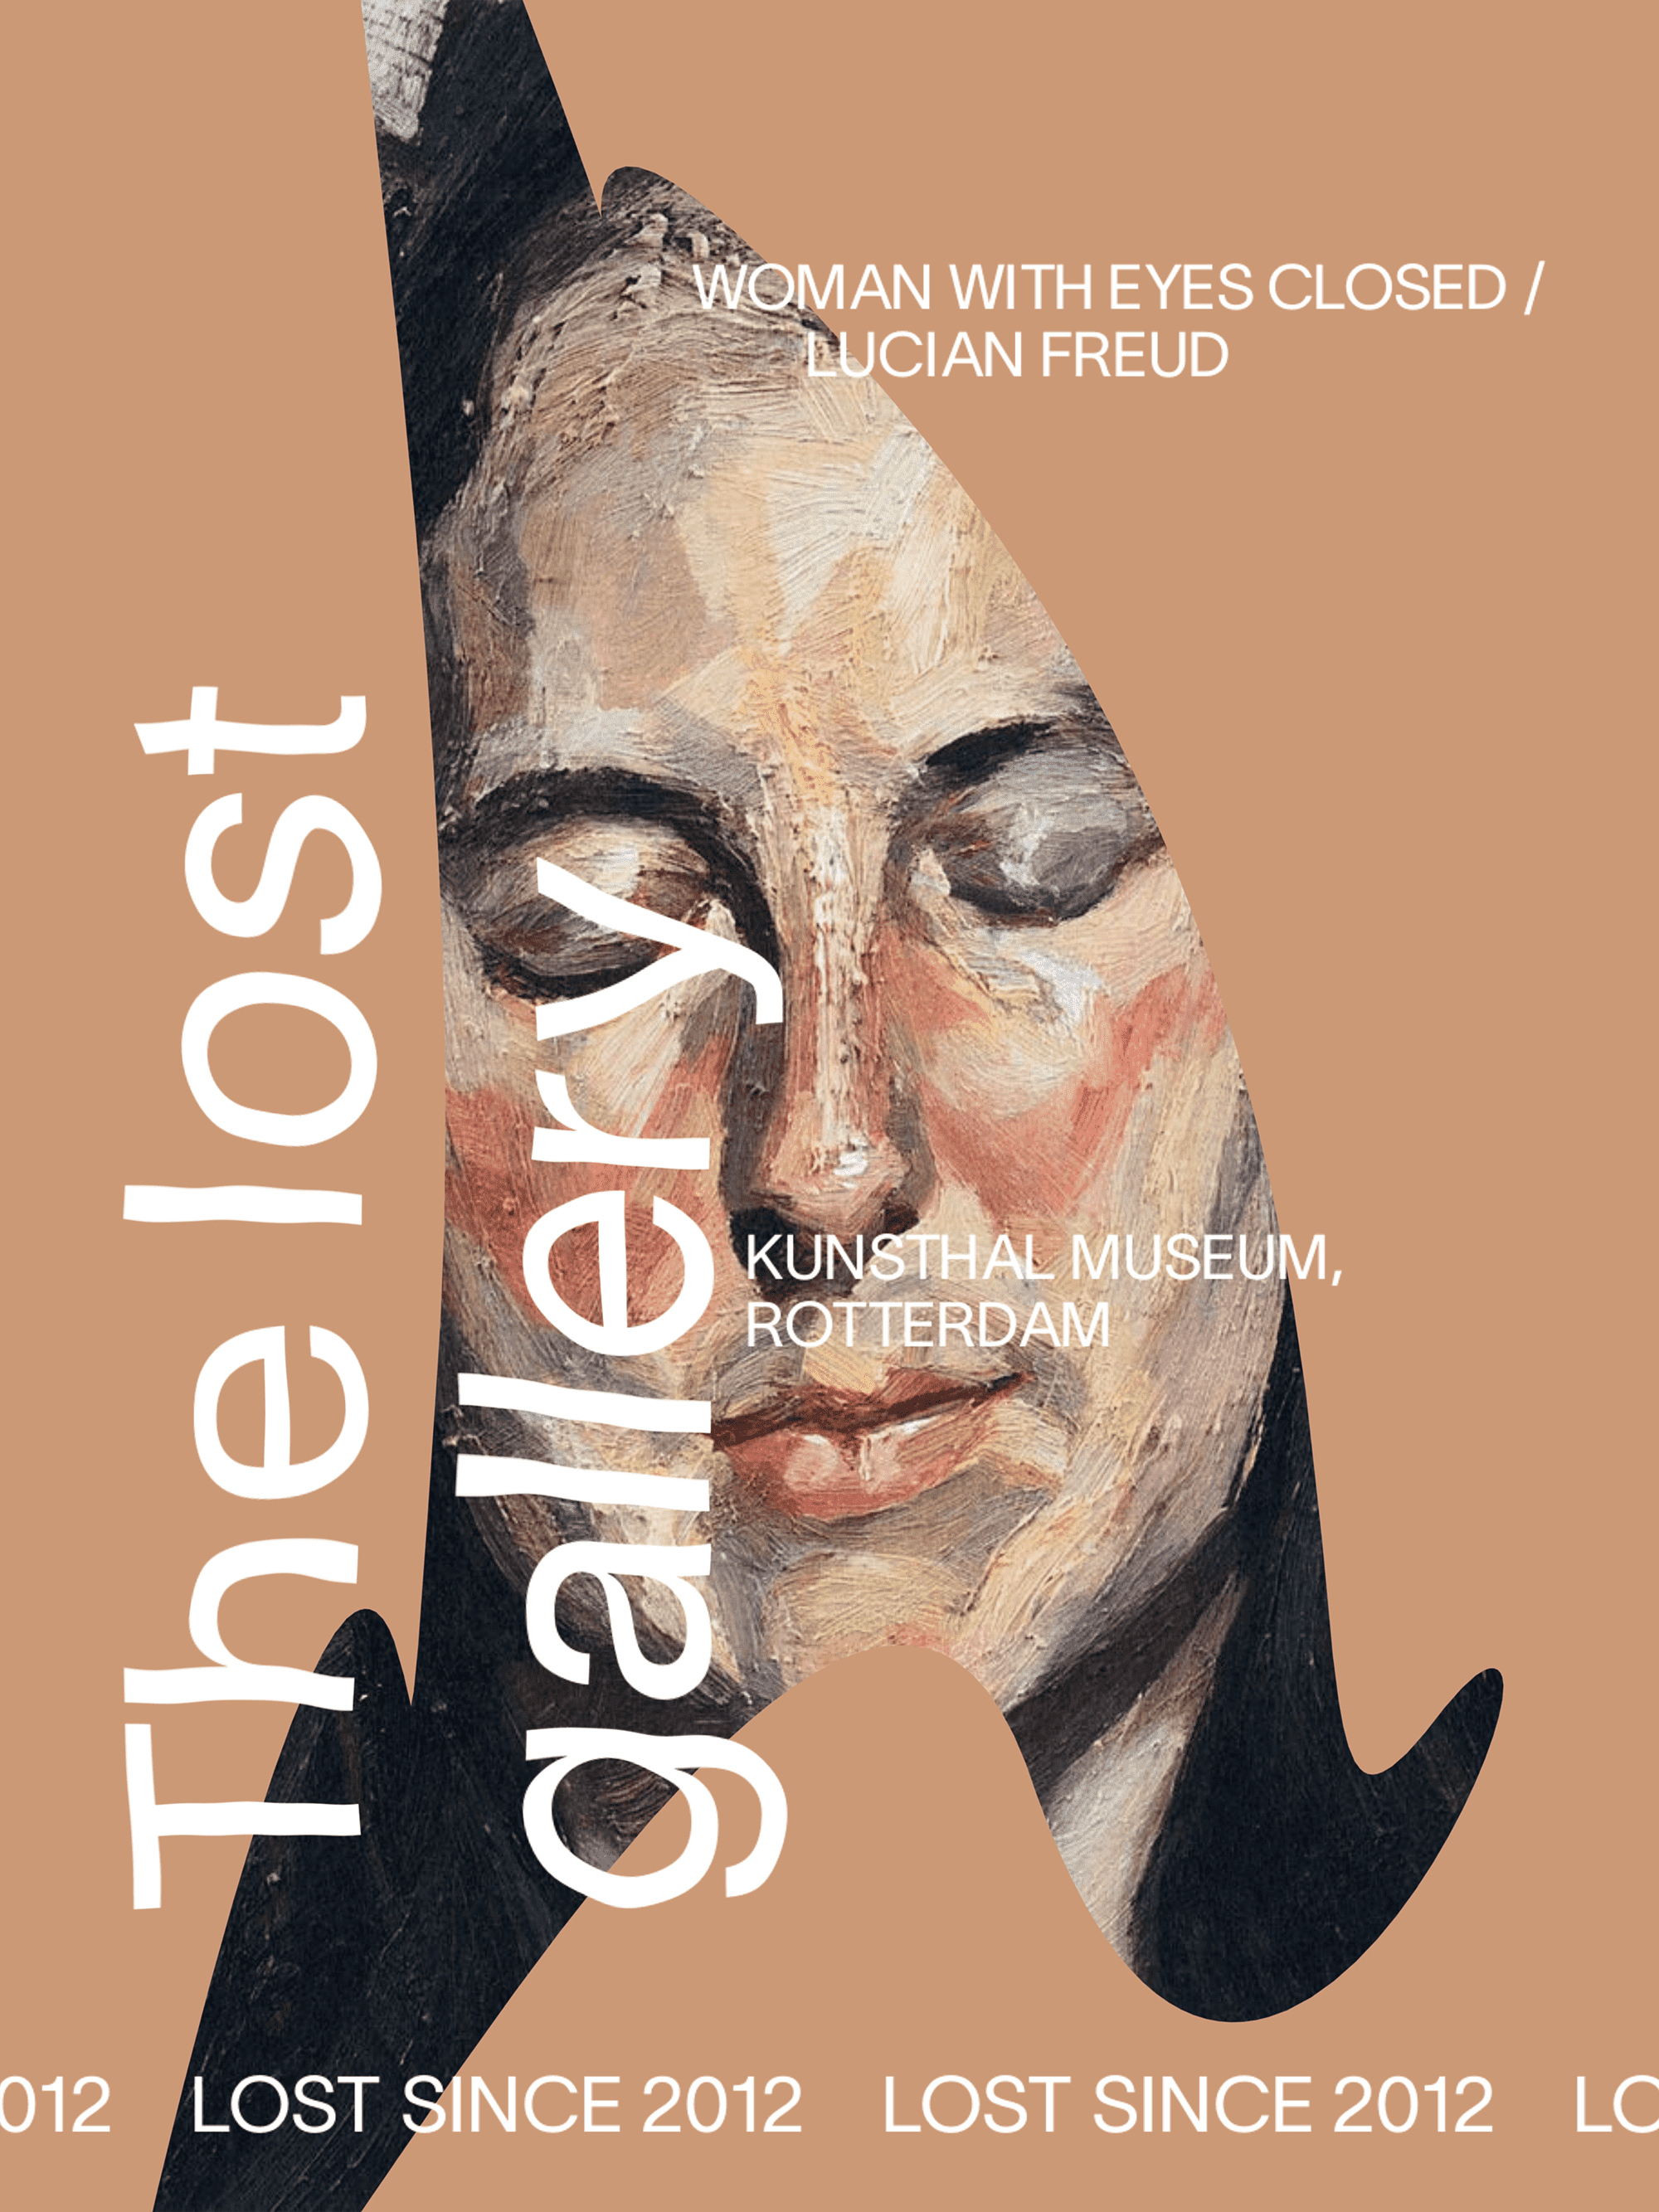 WOMAN WITH EYES CLOSED /
LUCIAN FREUD
The lost
gallery
KUNSTHAL MUSEUM,
ROTTERDAM
012 LOST SINCE 2012 LOST SINCE 2012 LO